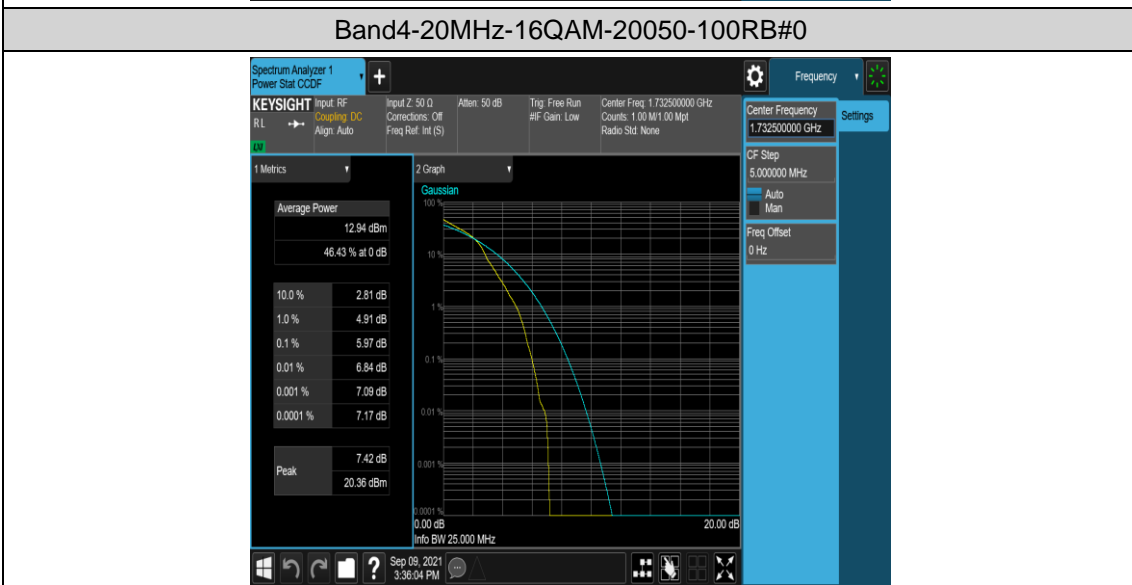 Band4-20MHz-16QAM-20050-100RB#0
Spectrum Analyzer 1
Power Stat CCDF
+
Frequency
KEYSIGHT
RL
LM
Input: RF
Coupling: DC
Align: Auto
Input Z: 50 Ω
Corrections: Off
Freq Ref: Int (S)
Atten: 50 dB
Trig: Free Run
#IF Gain: Low
Center Freq: 1.732500000 GHz
Counts: 1.00 M/1.00 Mpt
Radio Std: None
Center Frequency
1.732500000 GHz
Settings
CF Step
5.000000 MHz
Auto
Man
Freq Offset
0 Hz
1 Metrics
Average Power
12.94 dBm
46.43 % at 0 dB
10.0 % 2.81 dB
1.0 % 4.91 dB
0.1 % 5.97 dB
0.01 % 6.84 dB
0.001 % 7.09 dB
0.0001 % 7.17 dB
Peak
7.42 dB
20.36 dBm
2 Graph
Gaussian
100 %
10 %
1 %
0.1 %
0.01 %
0.001 %
0.0001 %
0.00 dB
20.00 dB
Info BW 25.000 MHz
?
Sep 09, 2021
3:36:04 PM